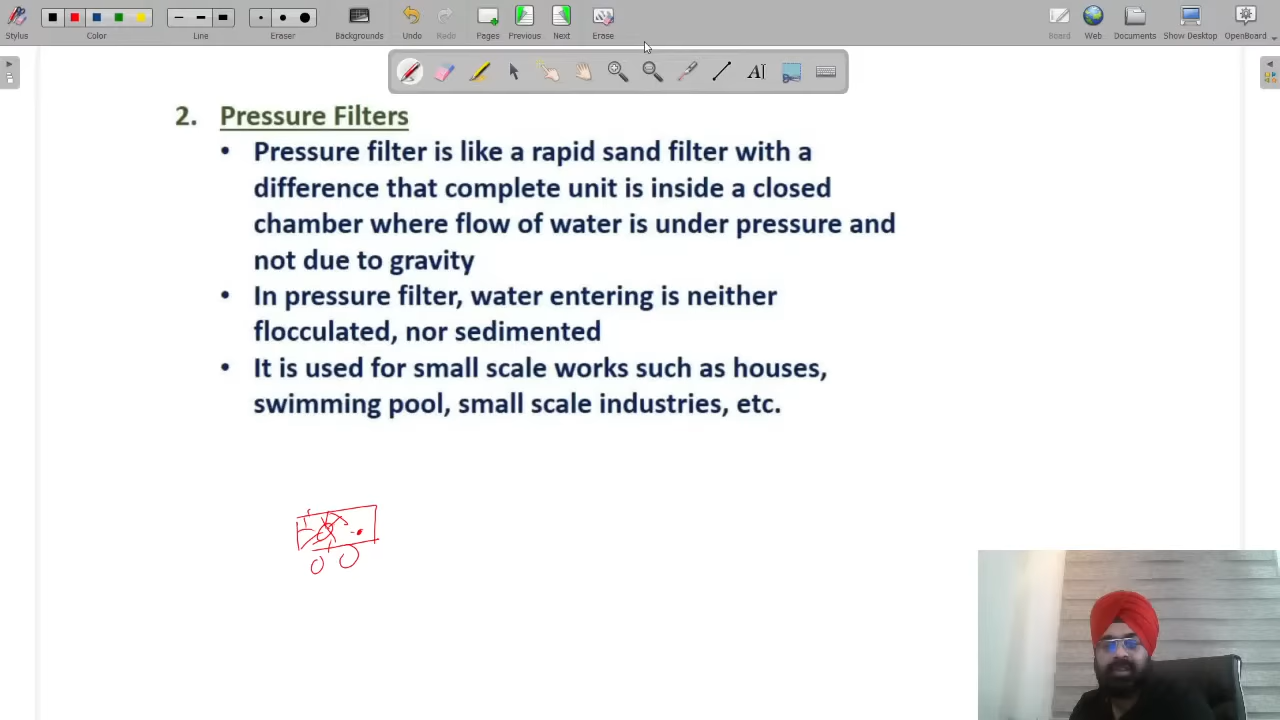 Stylus
Color
Line
Eraser
Backgrounds
Undo
Redo
Pages
Previous
Next
Erase
Board
Web
Documents
Show Desktop
OpenBoard
2. Pressure Filters
• Pressure filter is like a rapid sand filter with a
difference that complete unit is inside a closed
chamber where flow of water is under pressure and
not due to gravity
• In pressure filter, water entering is neither
flocculated, nor sedimented
• It is used for small scale works such as houses,
swimming pool, small scale industries, etc.